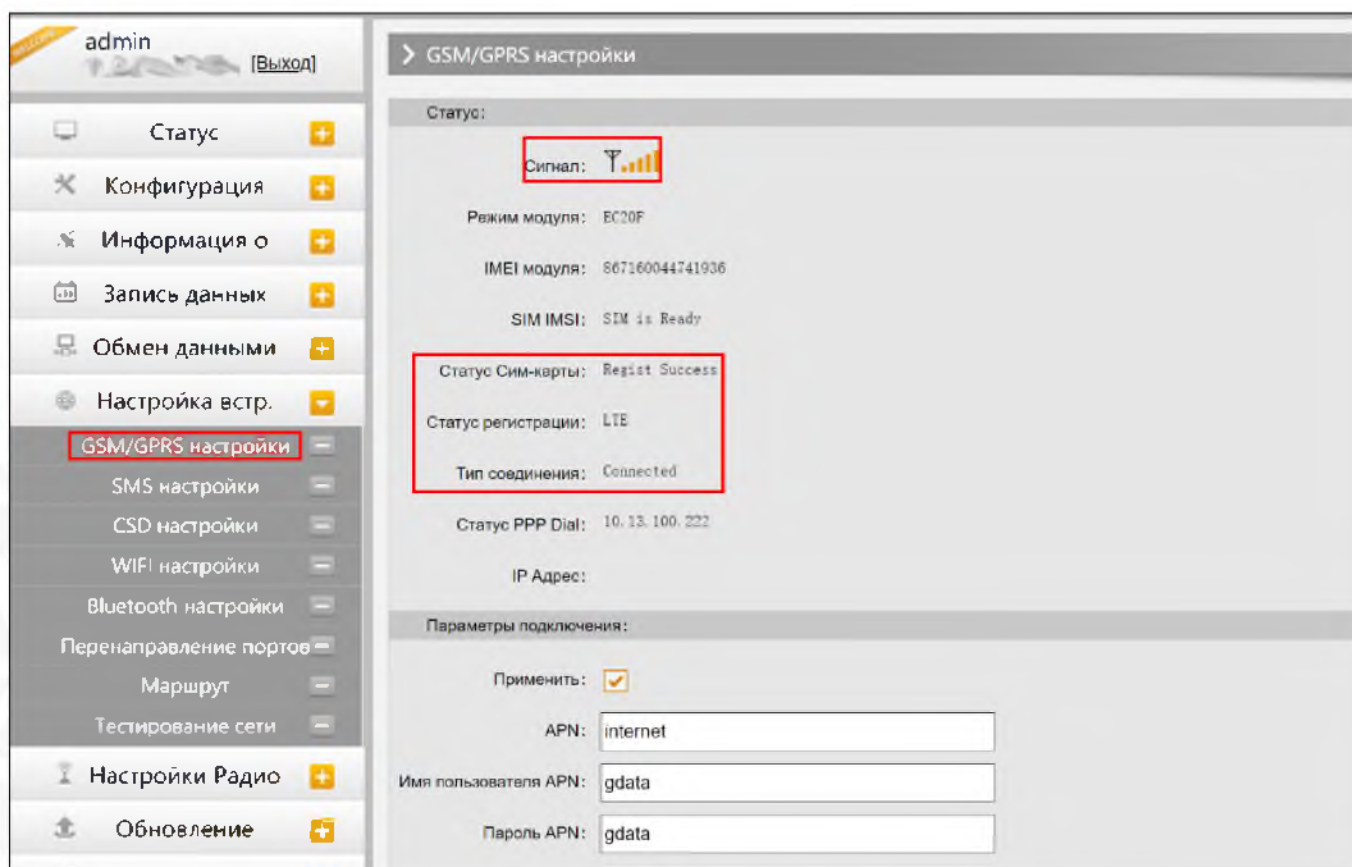 WELCOME
admin
[Выход]
Статус
Конфигурация
Информация о
Запись данных
Обмен данными
Настройка встр.
GSM/GPRS настройки
SMS настройки
CSD настройки
WIFI настройки
Bluetooth настройки
Перенаправление портов
Маршрут
Тестирование сети
Настройки Радио
Обновление
GSM/GPRS настройки
Статус:
Сигнал:
Режим модуля: EC20F
IMEI модуля: 867160044741936
SIM IMSI: SIM is Ready
Статус Сим-карты: Regist Success
Статус регистрации: LTE
Тип соединения: Connected
Статус PPP Dial: 10.13.100.222
IP Адрес:
Параметры подключения:
Применить:
APN: internet
Имя пользователя APN: gdata
Пароль APN: gdata